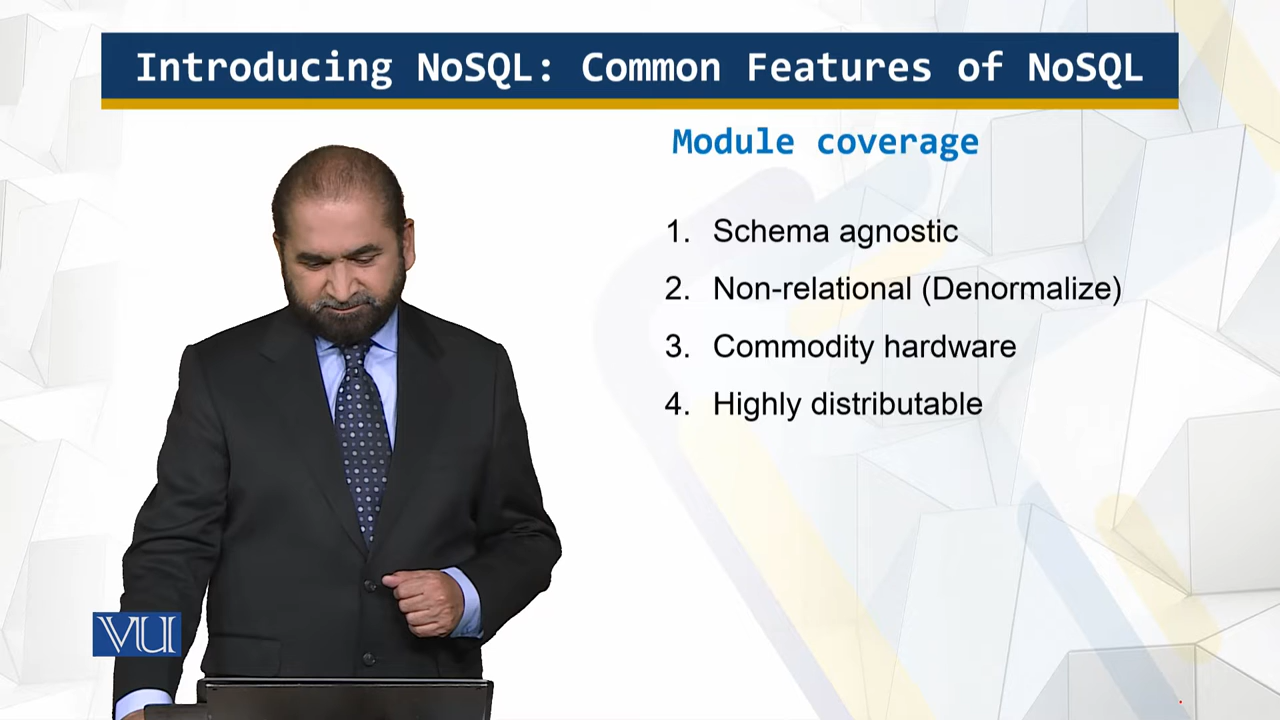 Introducing NoSQL: Common Features of NoSQL
Module coverage
1. Schema agnostic
2. Non-relational (Denormalize)
3. Commodity hardware
4. Highly distributable
VU